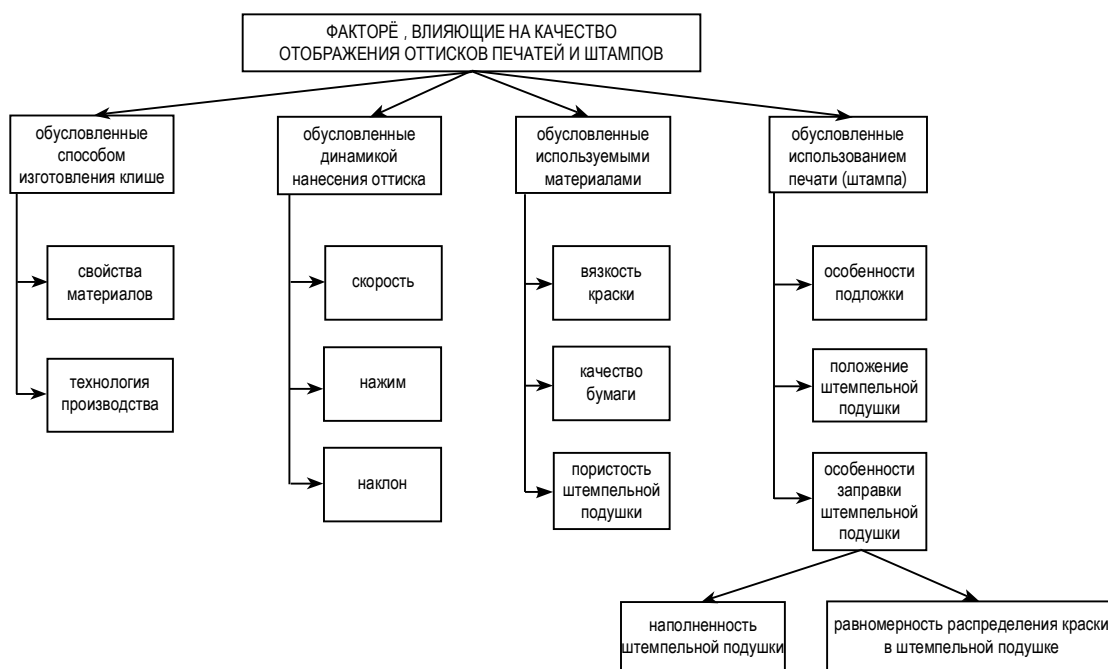 ФАКТОРЁ , ВЛИЯЮЩИЕ НА КАЧЕСТВО
ОТОБРАЖЕНИЯ ОТТИСКОВ ПЕЧАТЕЙ И ШТАМПОВ
обусловленные
способом
изготовления клише
свойства
материалов
технология
производства
обусловленные
динамикой
нанесения оттиска
скорость
нажим
наклон
обусловленные
используемыми
материалами
вязкость
краски
качество
бумаги
пористость
штемпельной
подушки
обусловленные
использованием
печати (штампа)
особенности
подложки
положение
штемпельной
подушки
особенности
заправки
штемпельной
подушки
наполненность
штемпельной подушки
равномерность распределения краски
в штемпельной подушке